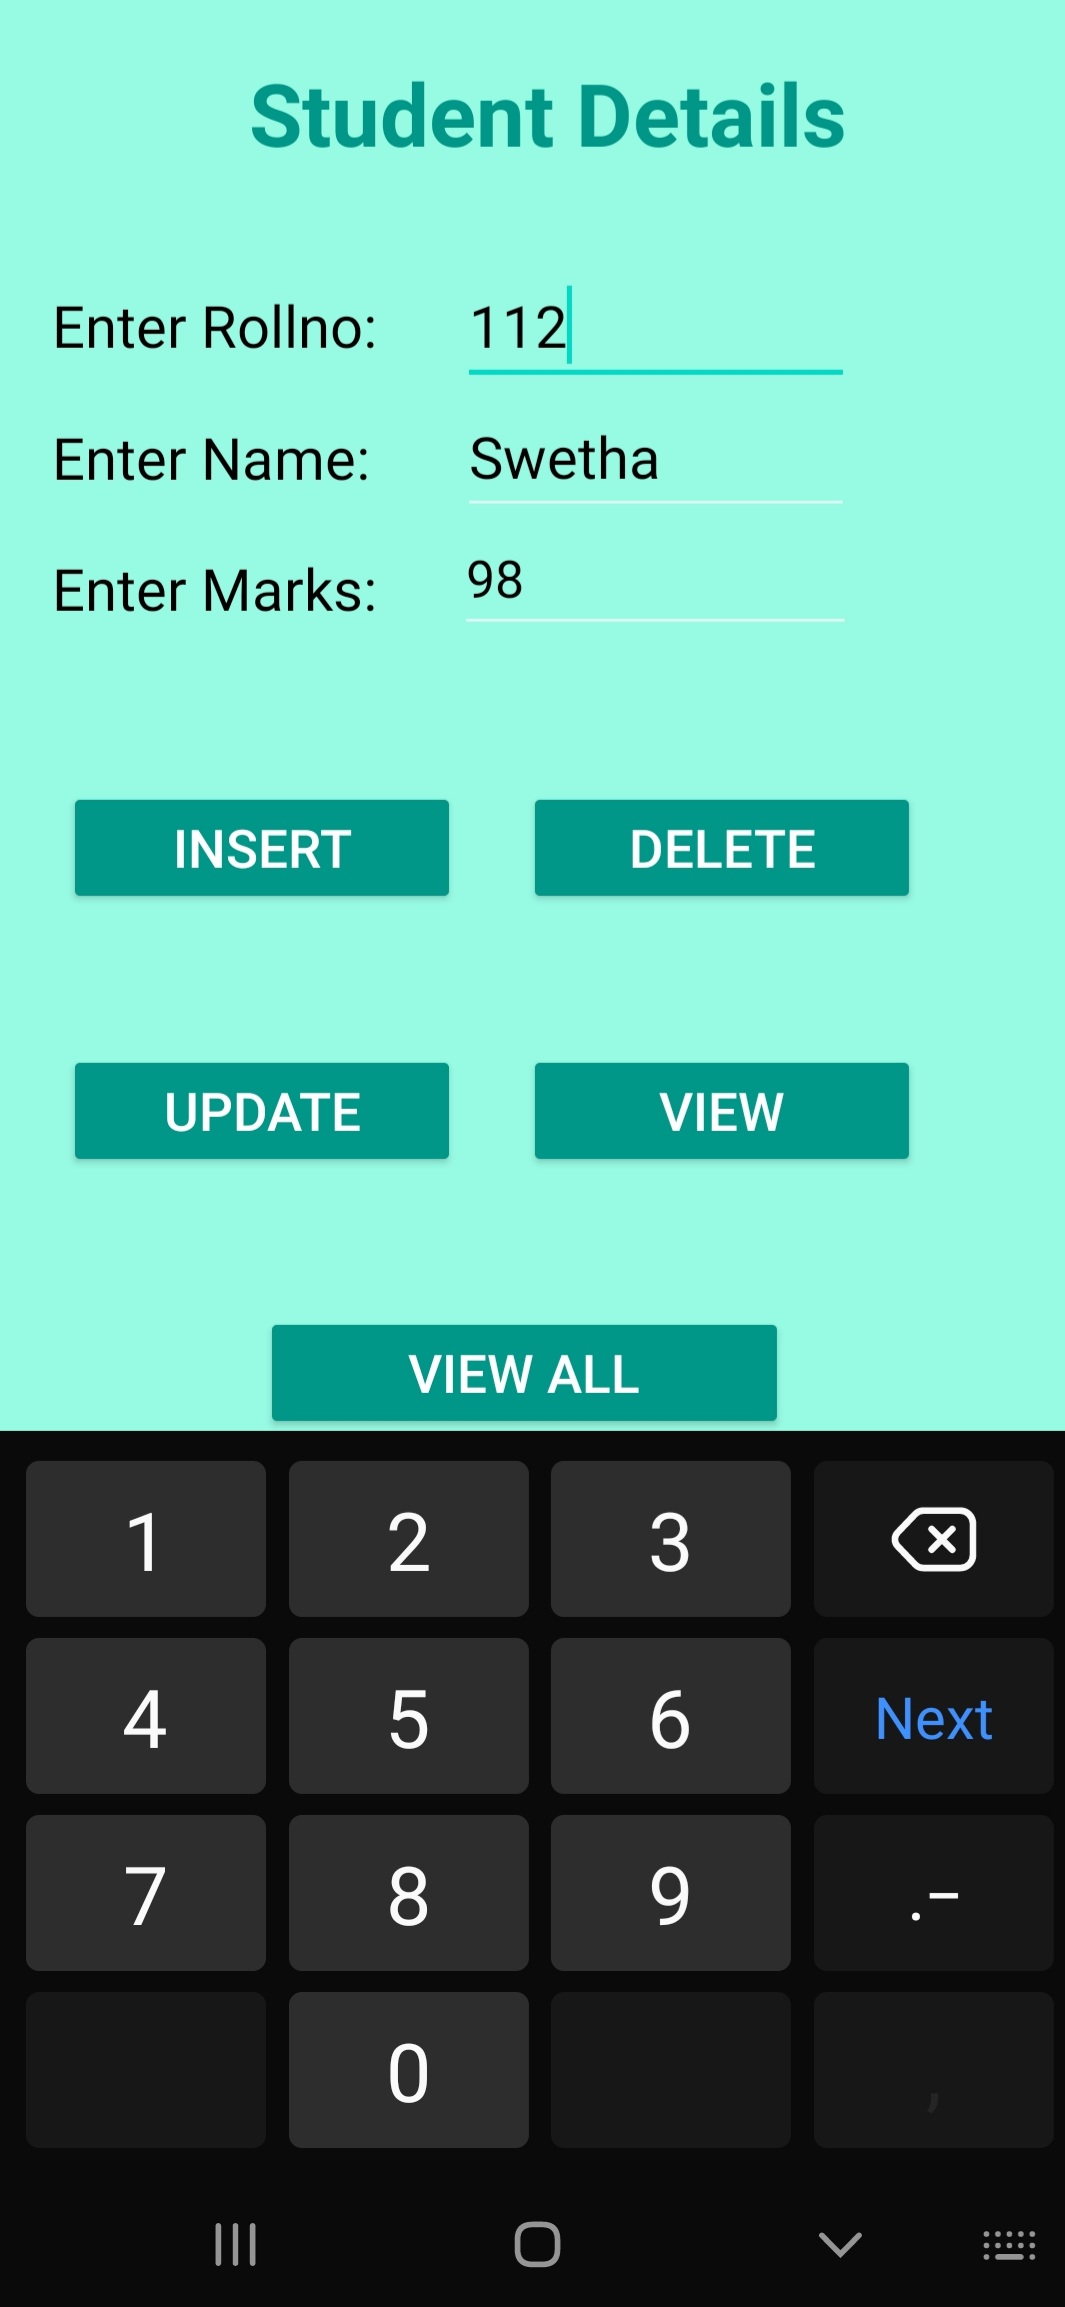 Student Details
Enter Rollno: 112
Enter Name: Swetha
Enter Marks: 98
INSERT DELETE
UPDATE VIEW
VIEW ALL
1 2 3
4 5 6 Next
7 8 9 .-
0 ,